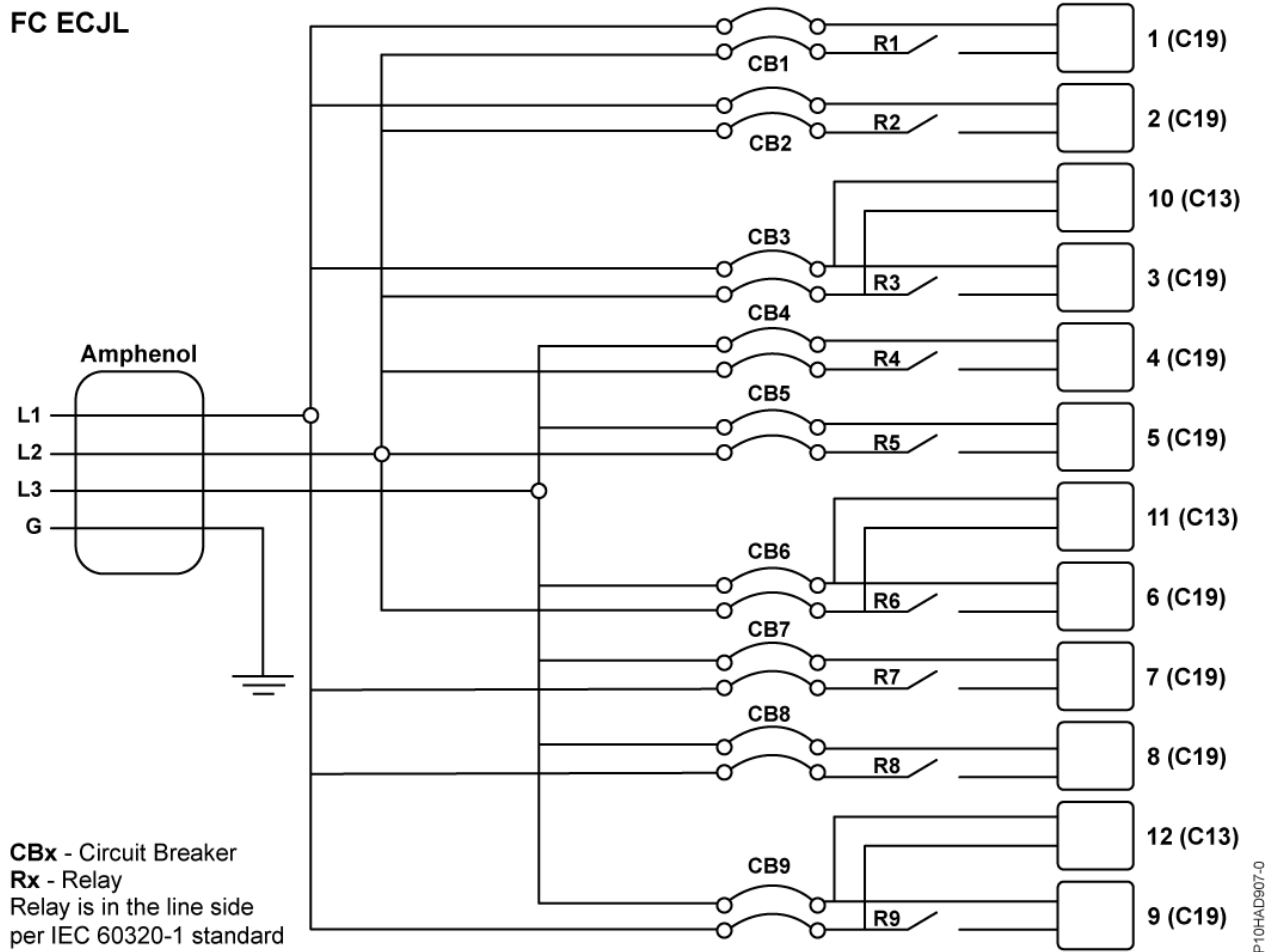 FC ECJL
R1
1 (C19)
CB1
R2
2 (C19)
CB2
10 (C13)
CB3
R3
3 (C19)
CB4
Amphenol
R4
4 (C19)
CB5
L1
R5
5 (C19)
L2
L3
11 (C13)
G
CB6
R6
6 (C19)
CB7
R7
7 (C19)
CB8
R8
8 (C19)
12 (C13)
CB9
CBx - Circuit Breaker
Rx - Relay
Relay is in the line side
per IEC 60320-1 standard
R9
9 (C19)
P10HAD907-0